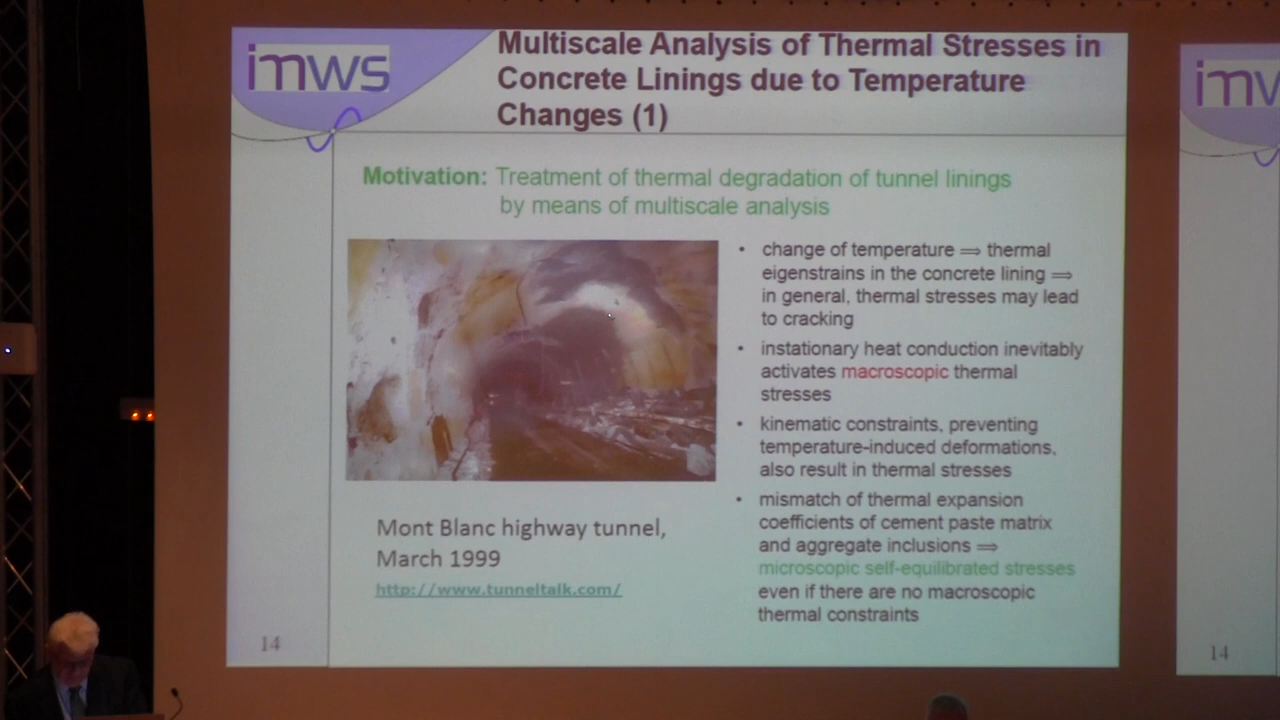 imws
Multiscale Analysis of Thermal Stresses in
Concrete Linings due to Temperature
Changes (1)
Motivation: Treatment of thermal degradation of tunnel linings
by means of multiscale analysis
• change of temperature ⟹ thermal
eigenstrains in the concrete lining ⟹
in general, thermal stresses may lead
to cracking
• instationary heat conduction inevitably
activates macroscopic thermal
stresses
• kinematic constraints, preventing
temperature-induced deformations,
also result in thermal stresses
• mismatch of thermal expansion
coefficients of cement paste matrix
and aggregate inclusions ⟹
microscopic self-equilibrated stresses
even if there are no macroscopic
thermal constraints
Mont Blanc highway tunnel,
March 1999
http://www.tunneltalk.com/
14
imw
14